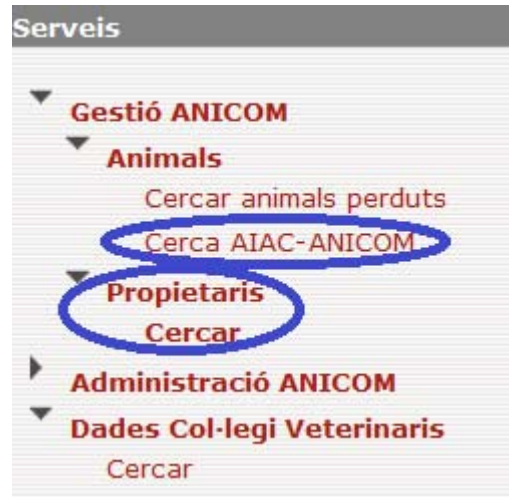 Serveis
Gestió ANICOM
Animals
Cercar animals perduts
Cerca AIAC-ANICOM
Propietaris
Cercar
Administració ANICOM
Dades Col·legi Veterinaris
Cercar